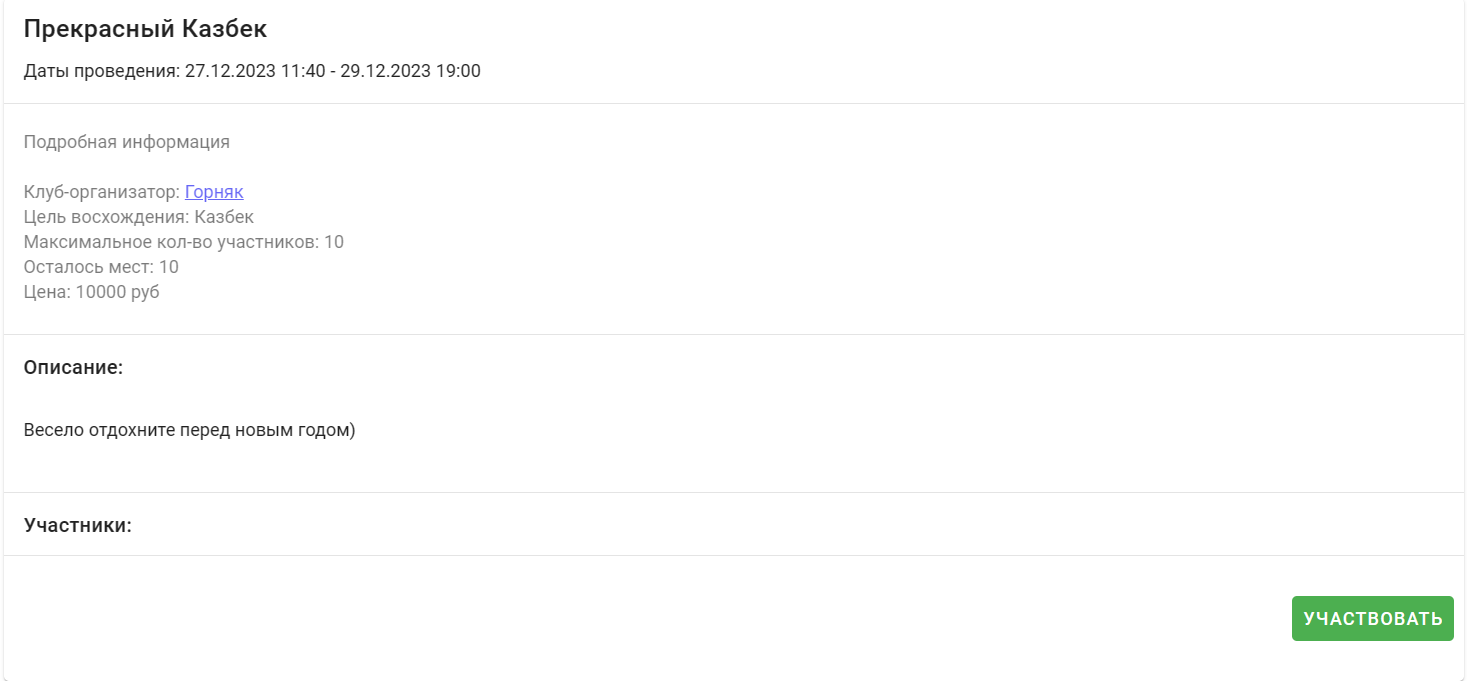 Прекрасный Казбек
Даты проведения: 27.12.2023 11:40 - 29.12.2023 19:00
Подробная информация
Клуб-организатор: Горняк
Цель восхождения: Казбек
Максимальное кол-во участников: 10
Осталось мест: 10
Цена: 10000 руб
Описание:
Весело отдохните перед новым годом)
Участники:
УЧАСТВОВАТЬ